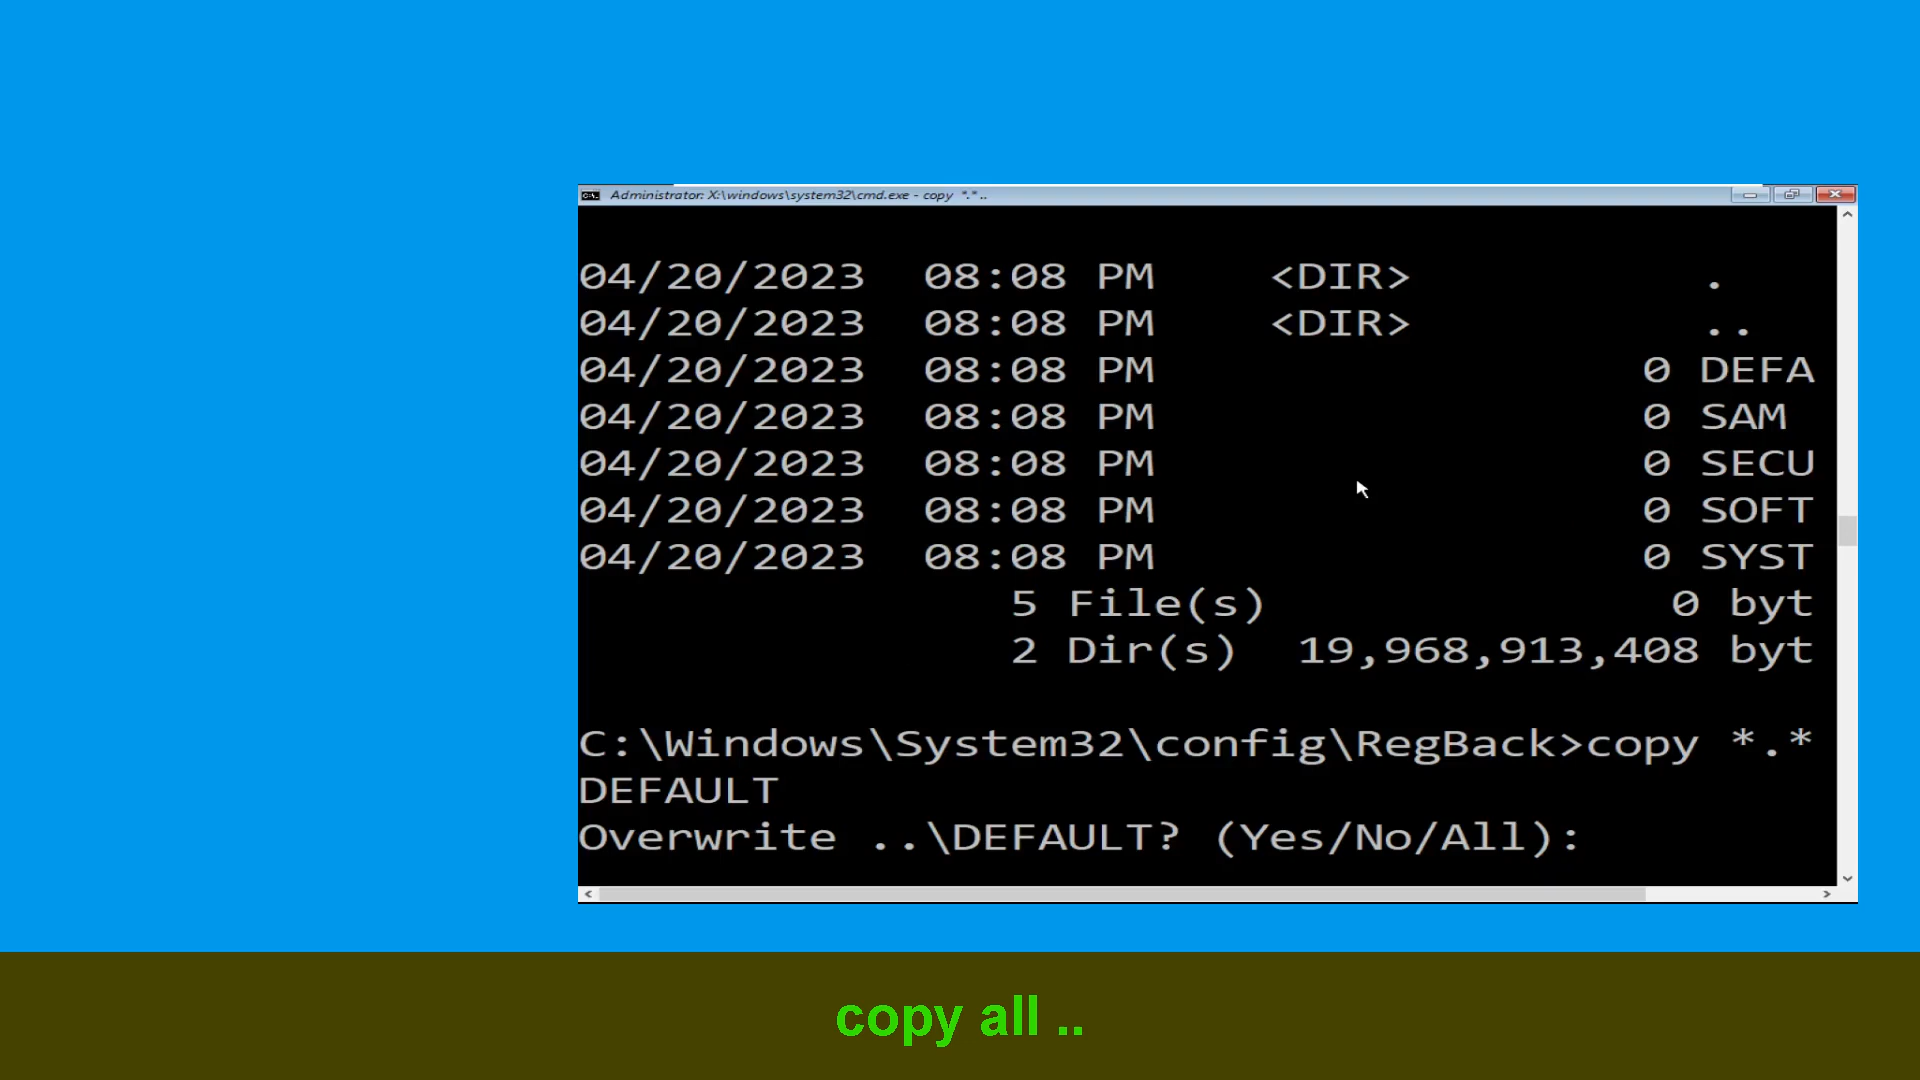 Administrator: X:\windows\system32\cmd.exe - copy *.* ..
04/20/2023 08:08 PM <DIR> .
04/20/2023 08:08 PM <DIR> ..
04/20/2023 08:08 PM 0 DEFA
04/20/2023 08:08 PM 0 SAM
04/20/2023 08:08 PM 0 SECU
04/20/2023 08:08 PM 0 SOFT
04/20/2023 08:08 PM 0 SYST
5 File(s) 0 byt
2 Dir(s) 19,968,913,408 byt
C:\Windows\System32\config\RegBack>copy *.*
DEFAULT
Overwrite ..\DEFAULT? (Yes/No/All):
copy all ..